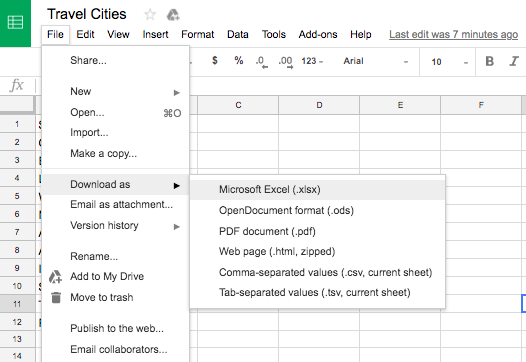 Travel Cities
File Edit View Insert Format Data Tools Add-ons Help Last edit was 7 minutes ago
$ % .0 .00 123 Arial 10 B I
fx
Share...
New
Open... ⌘O
Import...
Make a copy...
Download as
Email as attachment...
Version history
Rename...
Add to My Drive
Move to trash
Publish to the web...
Email collaborators...
Microsoft Excel (.xlsx)
OpenDocument format (.ods)
PDF document (.pdf)
Web page (.html, zipped)
Comma-separated values (.csv, current sheet)
Tab-separated values (.tsv, current sheet)
C D E F
1
2
3
4
5
6
7
8
9
10
11
12
13
14